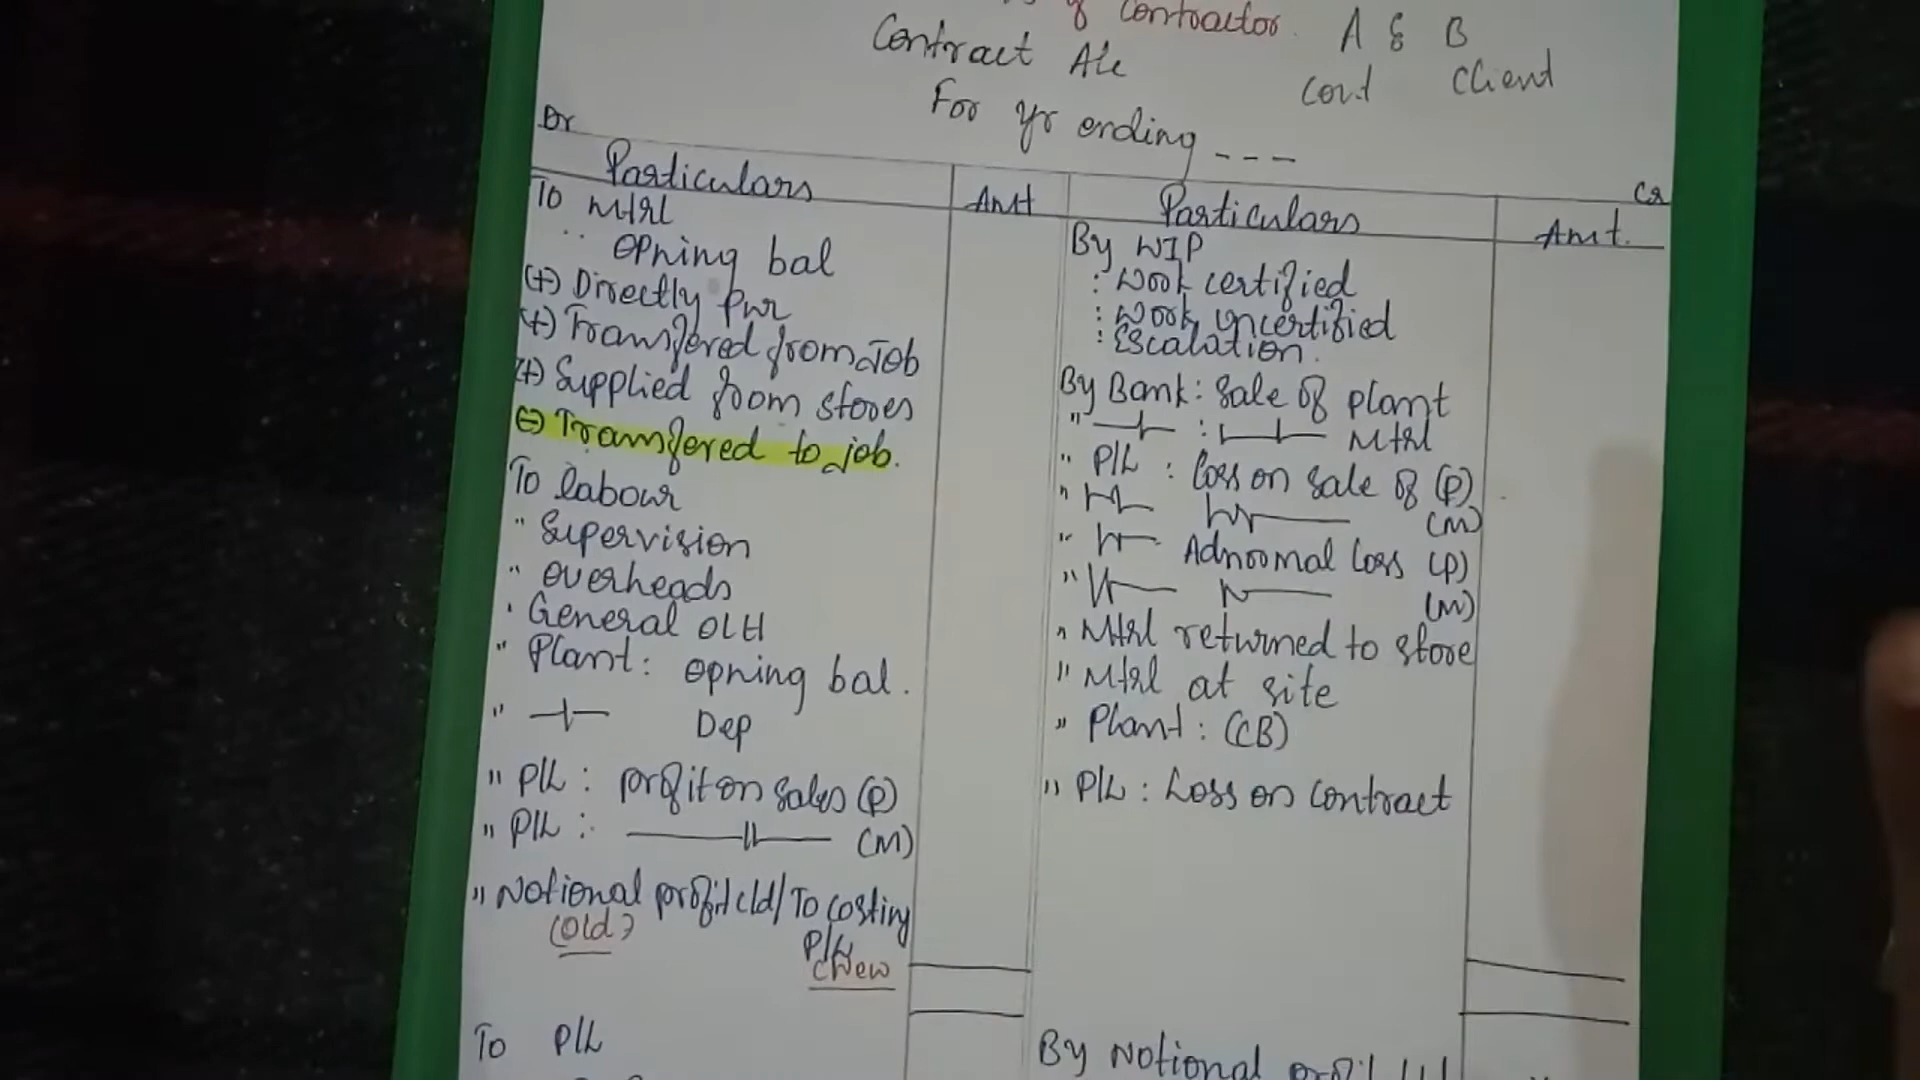 of Contractor. A & B
Contract A/c
Cont Client
For yr ending ---
Dr
Cr
Particulars Amt Particulars Amt.
To Mtrl
opning bal
(+) Directly pur
(+) Transfered from Job
(+) Supplied from stores
(-) Transfered to job.
To labour
" Supervision
" overheads
" General O/H
" Plant: opning bal.
" Dep
" P/L : profit on sales (P)
" P/L : (M)
" Notional profit c/d / To costing
(Old) P/L
(New
To P/L
By WIP
: Work certified
: Work uncertified
: Escalation.
By Bank: Sale of plant
" : Mtrl
" P/L : loss on sale of (P)
" (M)
" Adnormal loss (P)
" (M)
" Mtrl returned to store
" Mtrl at site
" Plant: (CB)
" P/L : Loss on contract
By Notional